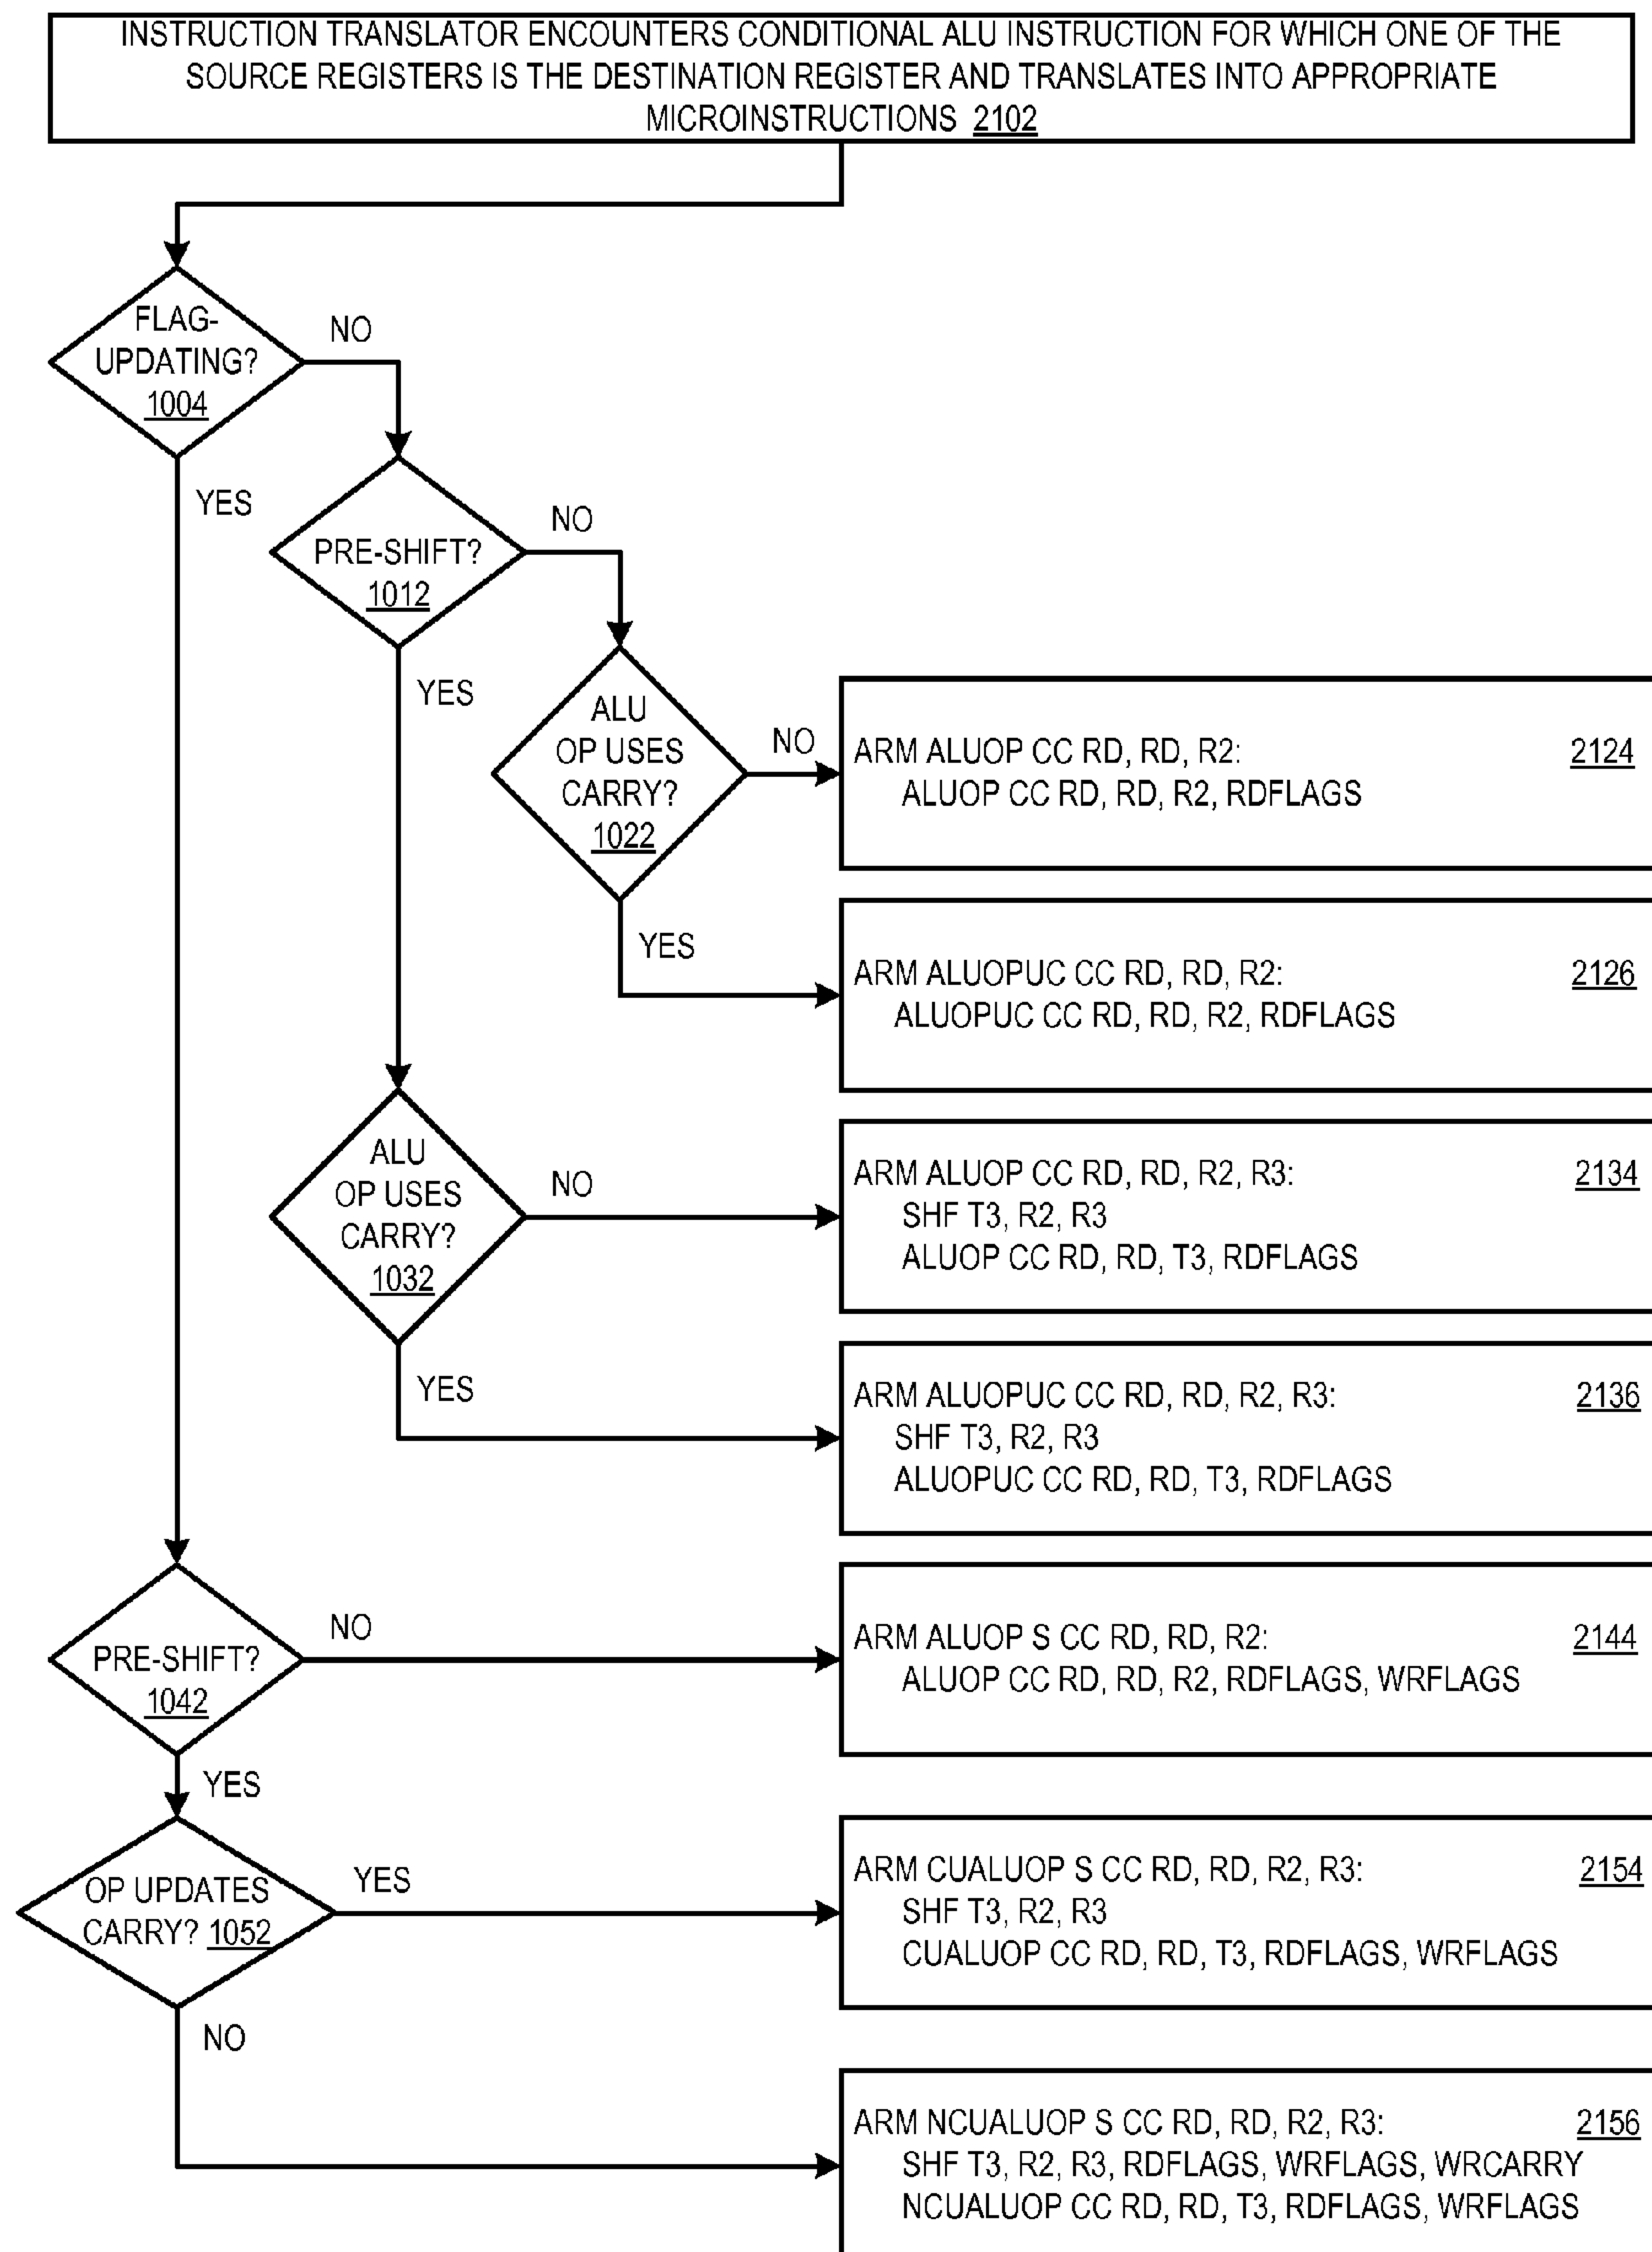 INSTRUCTION TRANSLATOR ENCOUNTERS CONDITIONAL ALU INSTRUCTION FOR WHICH ONE OF THE
SOURCE REGISTERS IS THE DESTINATION REGISTER AND TRANSLATES INTO APPROPRIATE
MICROINSTRUCTIONS 2102
FLAG-
UPDATING?
1004
NO
YES
PRE-SHIFT?
1012
NO
YES
ALU
OP USES
CARRY?
1022
NO
YES
ARM ALUOP CC RD, RD, R2: 2124
ALUOP CC RD, RD, R2, RDFLAGS
ARM ALUOPUC CC RD, RD, R2: 2126
ALUOPUC CC RD, RD, R2, RDFLAGS
ALU
OP USES
CARRY?
1032
NO
YES
ARM ALUOP CC RD, RD, R2, R3: 2134
SHF T3, R2, R3
ALUOP CC RD, RD, T3, RDFLAGS
ARM ALUOPUC CC RD, RD, R2, R3: 2136
SHF T3, R2, R3
ALUOPUC CC RD, RD, T3, RDFLAGS
PRE-SHIFT?
1042
NO
YES
ARM ALUOP S CC RD, RD, R2: 2144
ALUOP CC RD, RD, R2, RDFLAGS, WRFLAGS
OP UPDATES
CARRY? 1052
YES
NO
ARM CUALUOP S CC RD, RD, R2, R3: 2154
SHF T3, R2, R3
CUALUOP CC RD, RD, T3, RDFLAGS, WRFLAGS
ARM NCUALUOP S CC RD, RD, R2, R3: 2156
SHF T3, R2, R3, RDFLAGS, WRFLAGS, WRCARRY
NCUALUOP CC RD, RD, T3, RDFLAGS, WRFLAGS